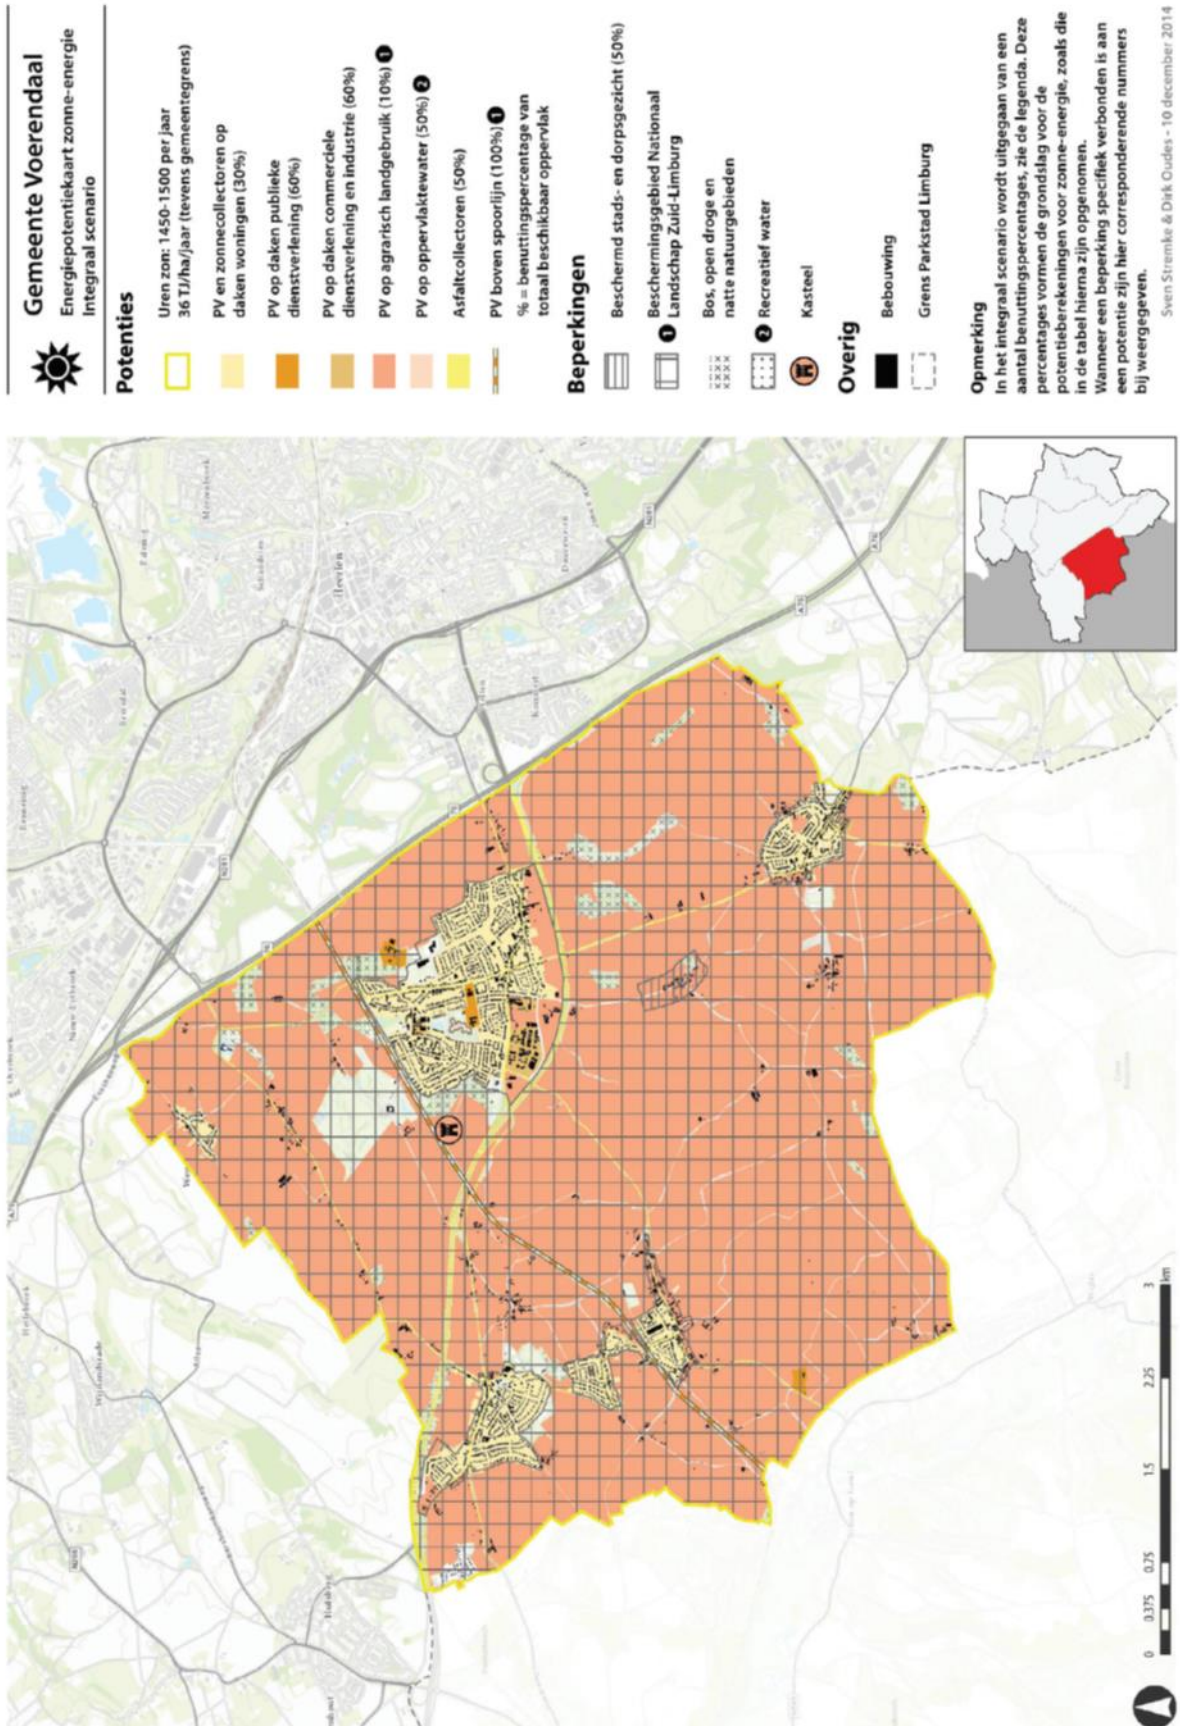 Gemeente Voerendaal
Energiepotentiekaart zonne-energie
Integraal scenario
Potenties
Uren zon: 1450-1500 per jaar
36 TJ/ha/jaar (tevens gemeentegrens)
PV en zonnecollectoren op
daken woningen (30%)
PV op daken publieke
dienstverlening (60%)
PV op daken commerciele
dienstverlening en industrie (60%)
PV op agrarisch landgebruik (10%) 1
PV op oppervlaktewater (50%) 2
Asfaltcollectoren (50%)
PV boven spoorlijn (100%) 1
% = benuttingspercentage van
totaal beschikbaar oppervlak
Beperkingen
Beschermd stads- en dorpsgezicht (50%)
Beschermingsgebied Nationaal
1 Landschap Zuid-Limburg
Bos, open droge en
natte natuurgebieden
2 Recreatief water
Kasteel
Overig
Bebouwing
Grens Parkstad Limburg
Opmerking
In het integraal scenario wordt uitgegaan van een
aantal benuttingspercentages, zie de legenda. Deze
percentages vormen de grondslag voor de
potentieberekeningen voor zonne-energie, zoals die
in de tabel hierna zijn opgenomen.
Wanneer een beperking specifiek verbonden is aan
een potentie zijn hier corresponderende nummers
bij weergegeven.
Sven Stremke & Dirk Oudes - 10 december 2014
Heerlen
N281
N281
A76
A76
0 0.375 0.75 1.5 2.25 3
km